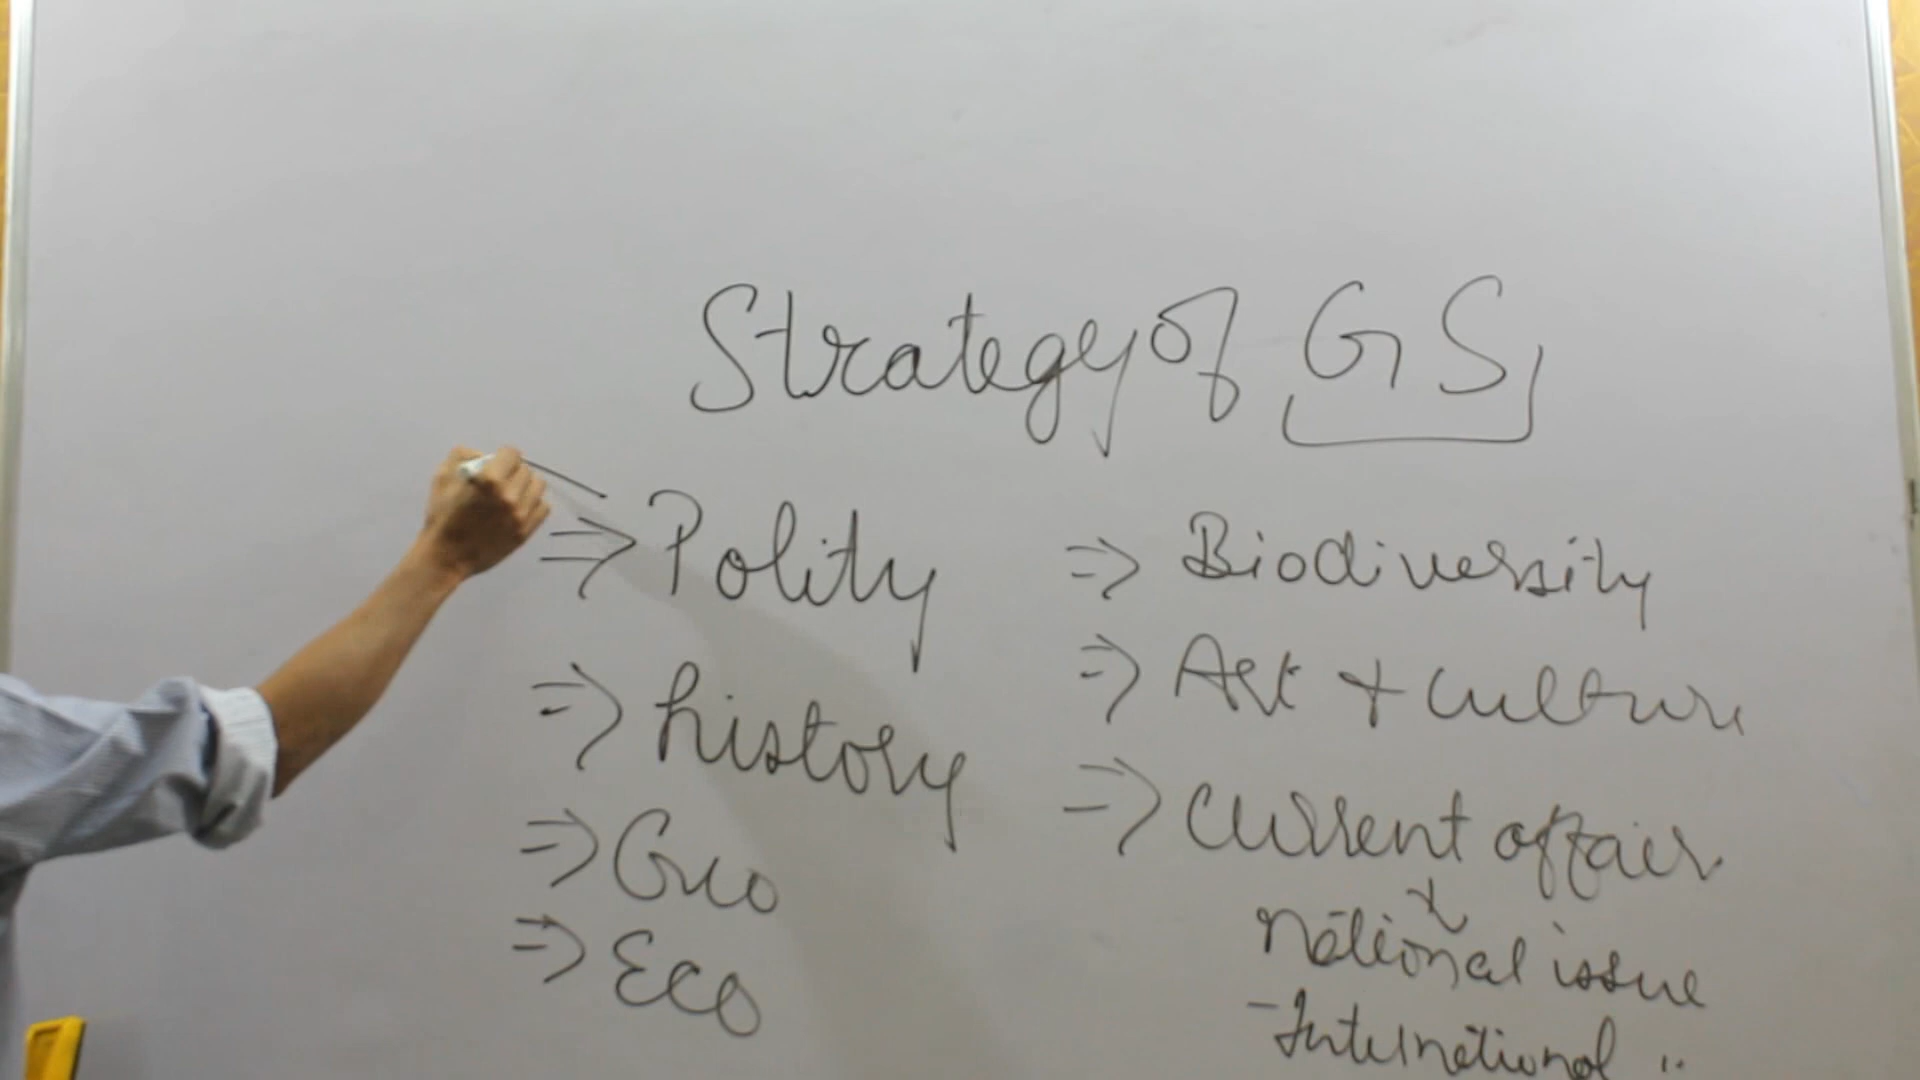 Strategy of GS
⇒ Polity
⇒ history
⇒ Geo
⇒ Eco
⇒ Biodiversity
⇒ Art + culture
⇒ Current affair
National issue
- International "